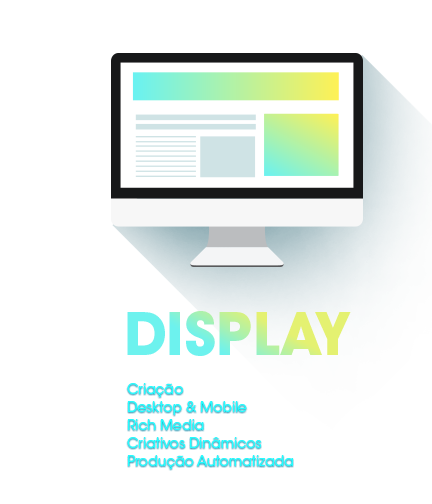 DISPLAY
Criação
Desktop & Mobile
Rich Media
Criativos Dinâmicos
Produção Automatizada